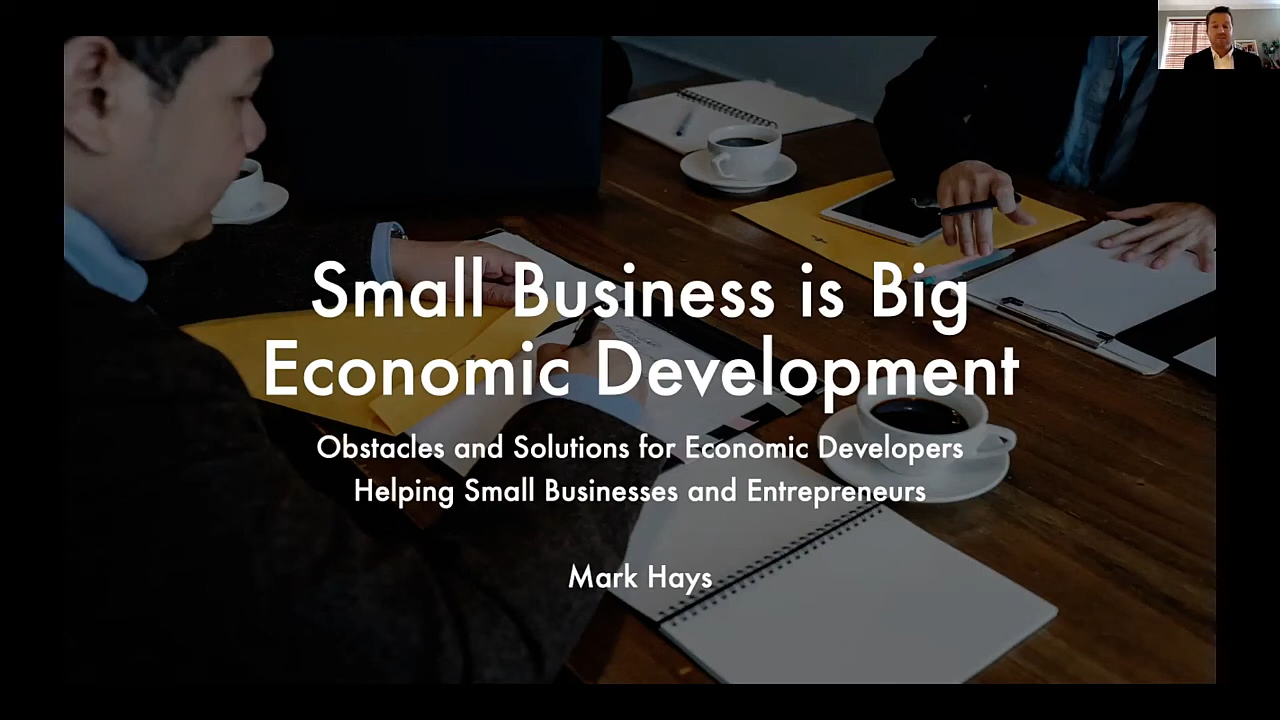 Small Business is Big
Economic Development
Obstacles and Solutions for Economic Developers
Helping Small Businesses and Entrepreneurs
Mark Hays